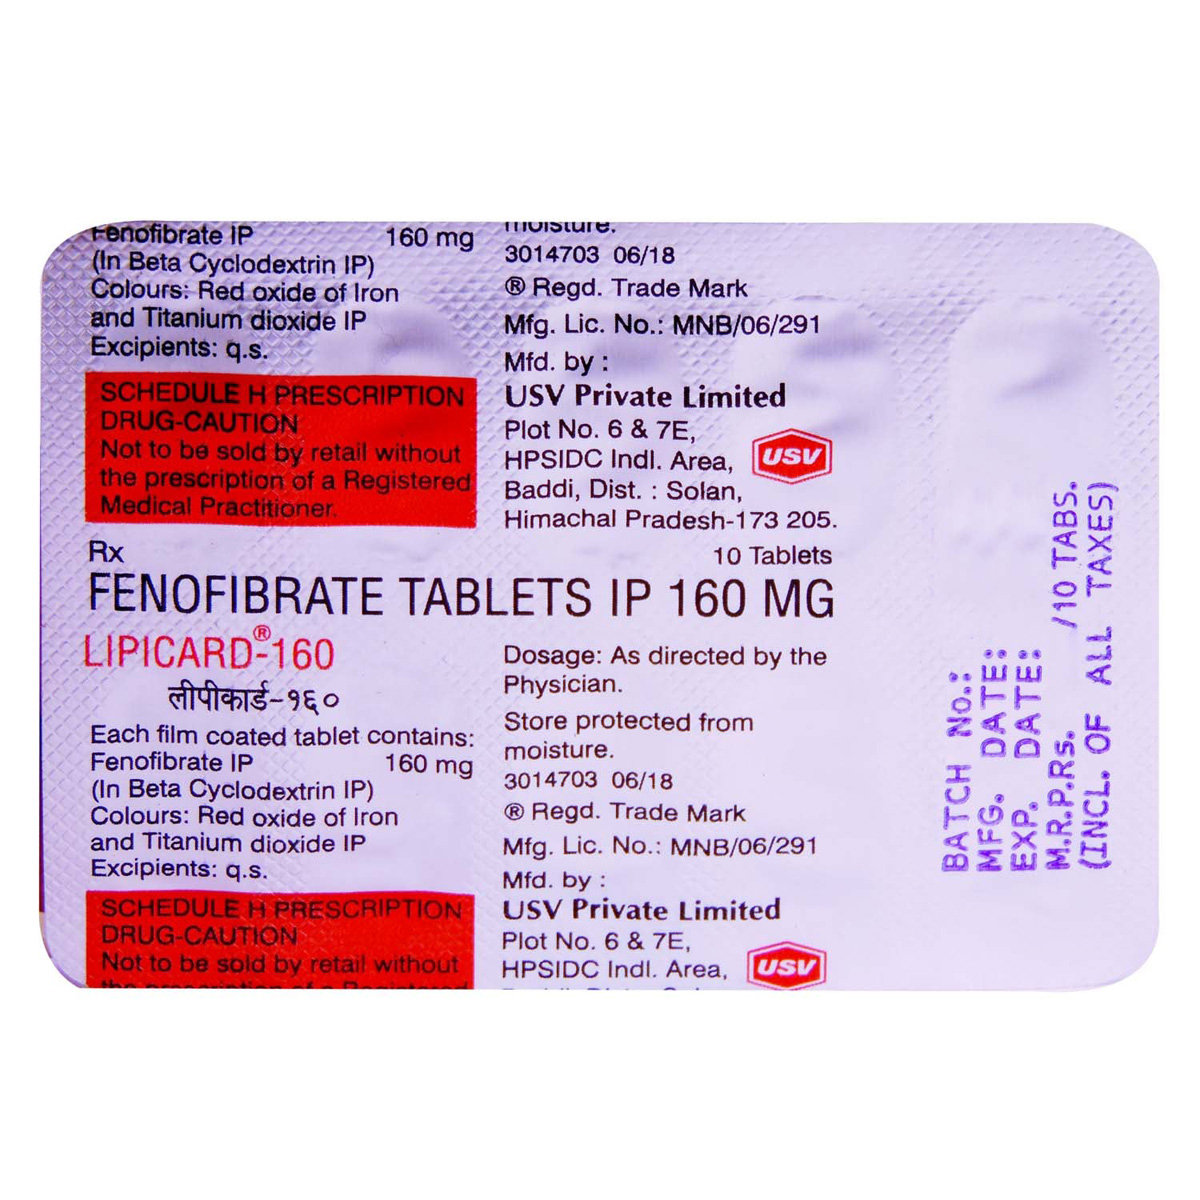 Fenofibrate IP 160 mg
(In Beta Cyclodextrin IP)
Colours: Red oxide of Iron
and Titanium dioxide IP
Excipients: q.s.
SCHEDULE H PRESCRIPTION
DRUG-CAUTION
Not to be sold by retail without
the prescription of a Registered
Medical Practitioner.
moisture.
3014703 06/18
® Regd. Trade Mark
Mfg. Lic. No.: MNB/06/291
Mfd. by :
USV Private Limited
Plot No. 6 & 7E,
HPSIDC Indl. Area,
Baddi, Dist. : Solan,
Himachal Pradesh-173 205.
USV
Rx 10 Tablets
FENOFIBRATE TABLETS IP 160 MG
LIPICARD®-160
लीपीकार्ड-१६०
Each film coated tablet contains:
Fenofibrate IP 160 mg
(In Beta Cyclodextrin IP)
Colours: Red oxide of Iron
and Titanium dioxide IP
Excipients: q.s.
SCHEDULE H PRESCRIPTION
DRUG-CAUTION
Not to be sold by retail without
the prescription of a Registered
Dosage: As directed by the
Physician.
Store protected from
moisture.
3014703 06/18
® Regd. Trade Mark
Mfg. Lic. No.: MNB/06/291
Mfd. by :
USV Private Limited
Plot No. 6 & 7E,
HPSIDC Indl. Area,
USV
BATCH No.:
MFG. DATE:
EXP. DATE:
M.R.P.Rs. /10 TABS.
(INCL. OF ALL TAXES)